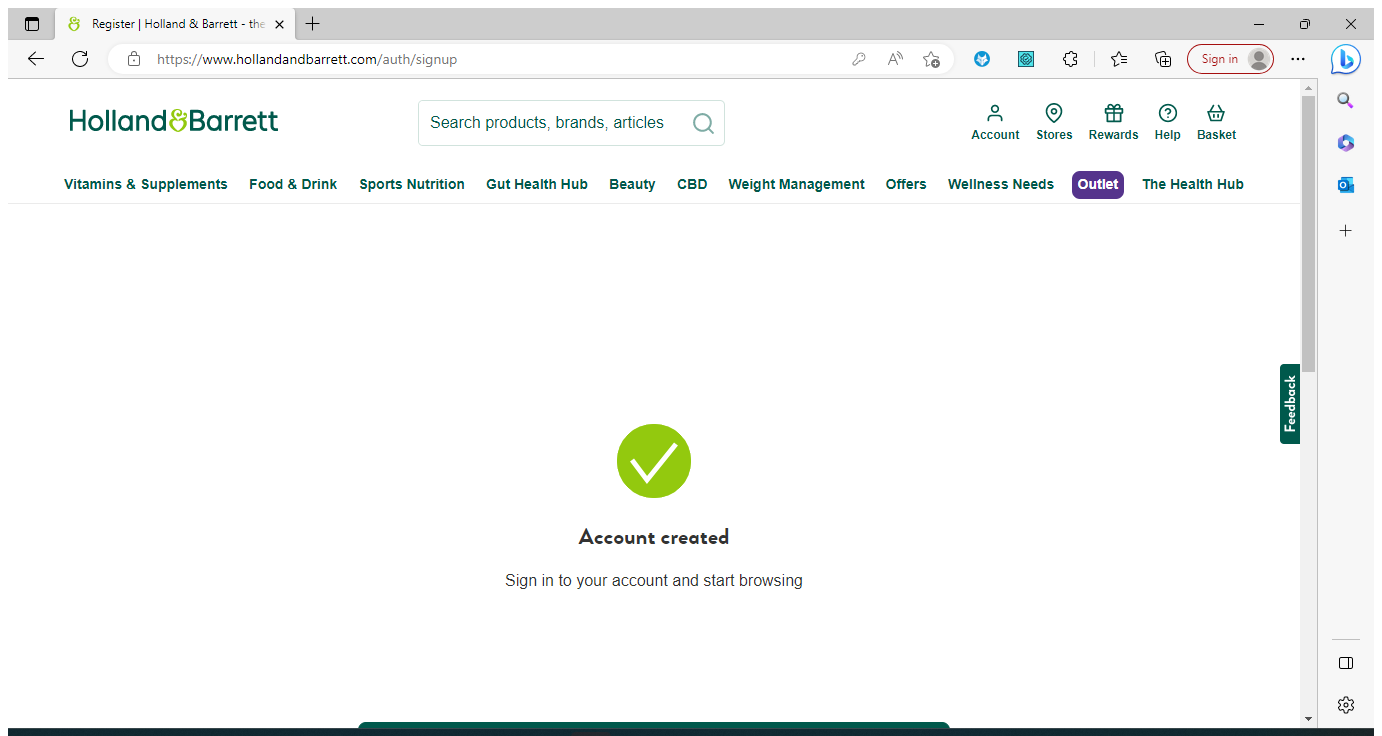 Register | Holland & Barrett - the
https://www.hollandandbarrett.com/auth/signup
Sign in
Holland&Barrett
Search products, brands, articles
Account Stores Rewards Help Basket
Vitamins & Supplements Food & Drink Sports Nutrition Gut Health Hub Beauty CBD Weight Management Offers Wellness Needs Outlet The Health Hub
Feedback
Account created
Sign in to your account and start browsing